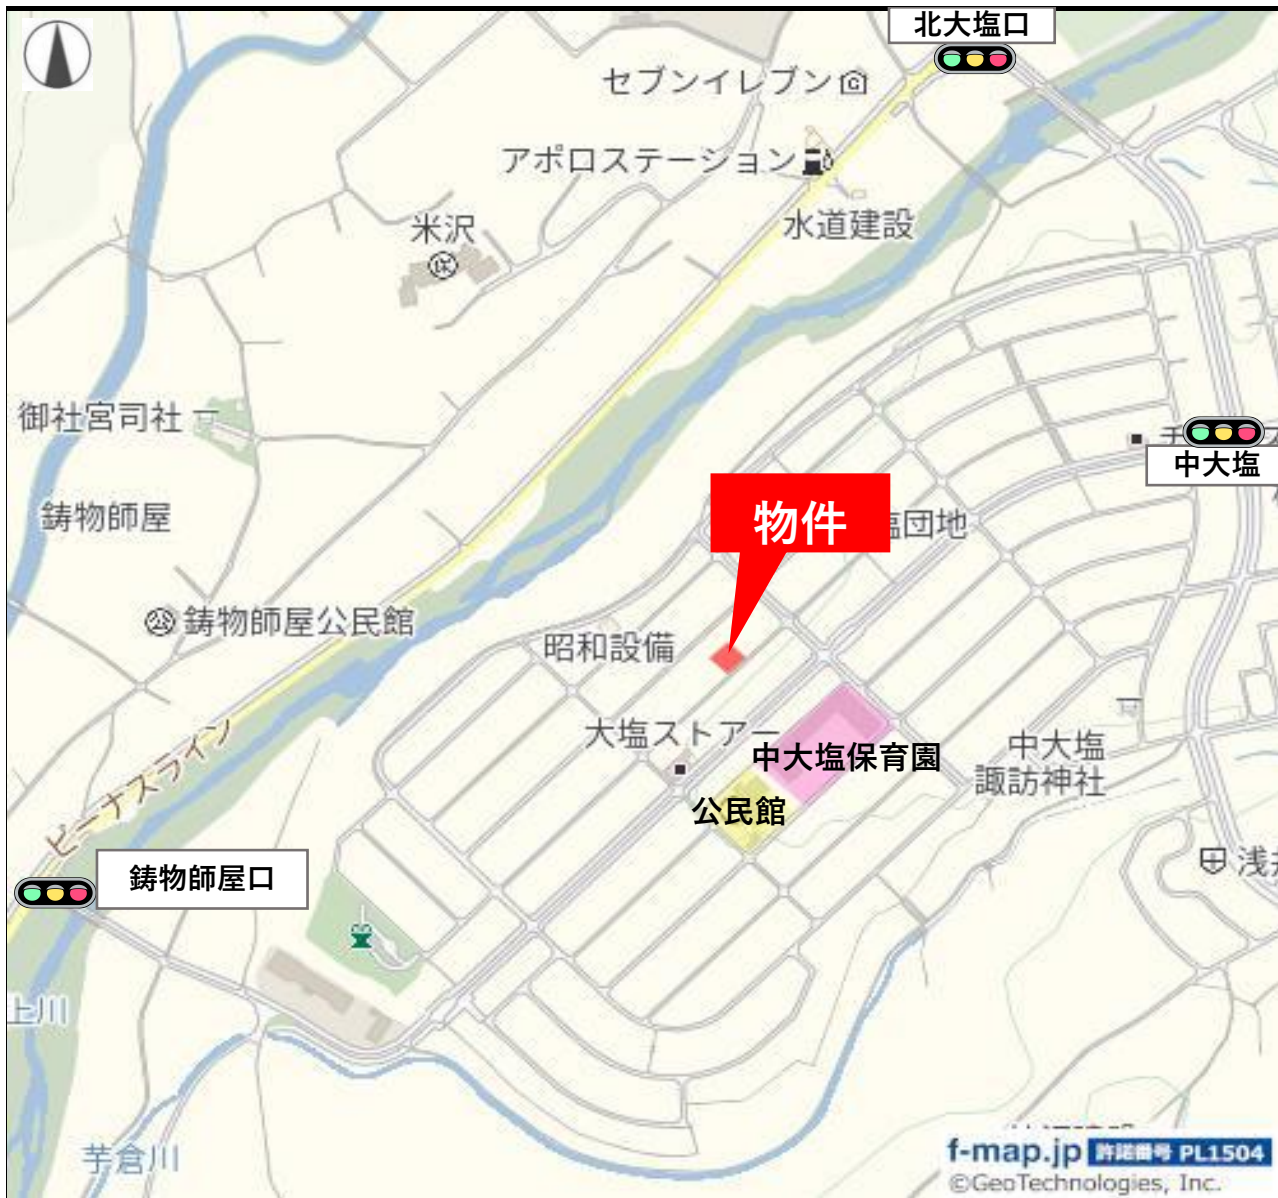 北大塩口
セブンイレブン
アポロステーション
米沢
保
水道建設
御社宮司社
中大塩
鋳物師屋
物件
塩団地
公
鋳物師屋公民館
昭和設備
大塩ストアー
中大塩保育園
中大塩
諏訪神社
ビーナスライン
公民館
鋳物師屋口
浅井
上川
芋倉川
f-map.jp 許諾番号 PL1504
©GeoTechnologies, Inc.